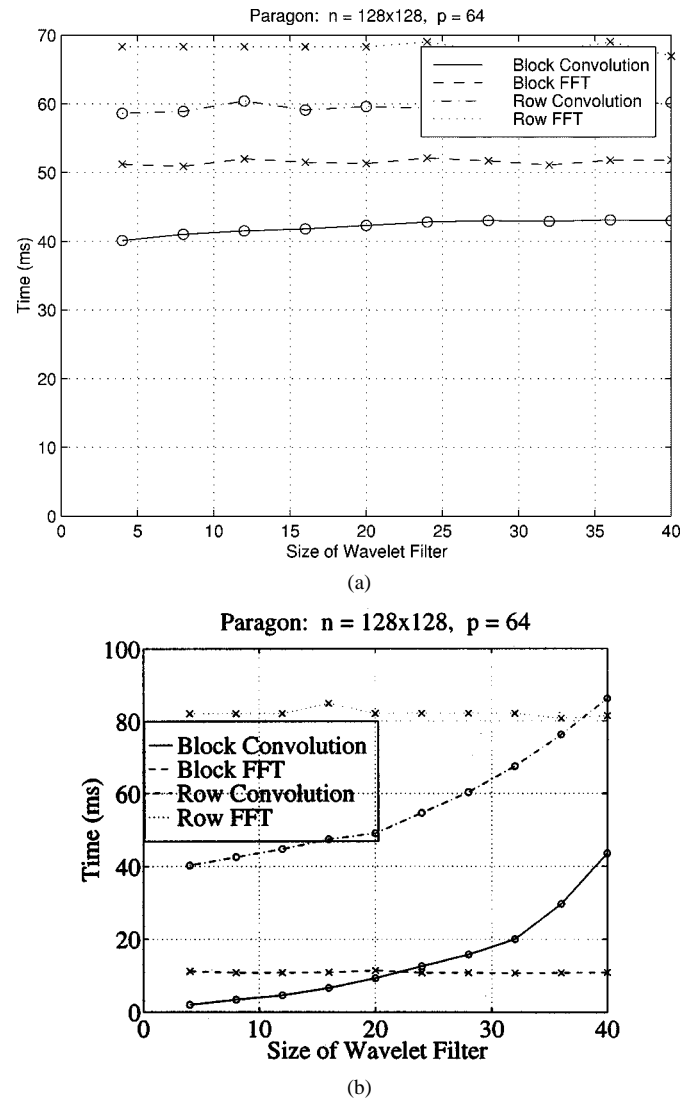 Paragon: n = 128x128, p = 64
70
60
50
40
30
20
10
0
Time (ms)
Block Convolution
Block FFT
Row Convolution
Row FFT
0 5 10 15 20 25 30 35 40
Size of Wavelet Filter
(a)
Paragon: n = 128x128, p = 64
100
80
60
40
20
0
Time (ms)
Block Convolution
Block FFT
Row Convolution
Row FFT
0 10 20 30 40
Size of Wavelet Filter
(b)